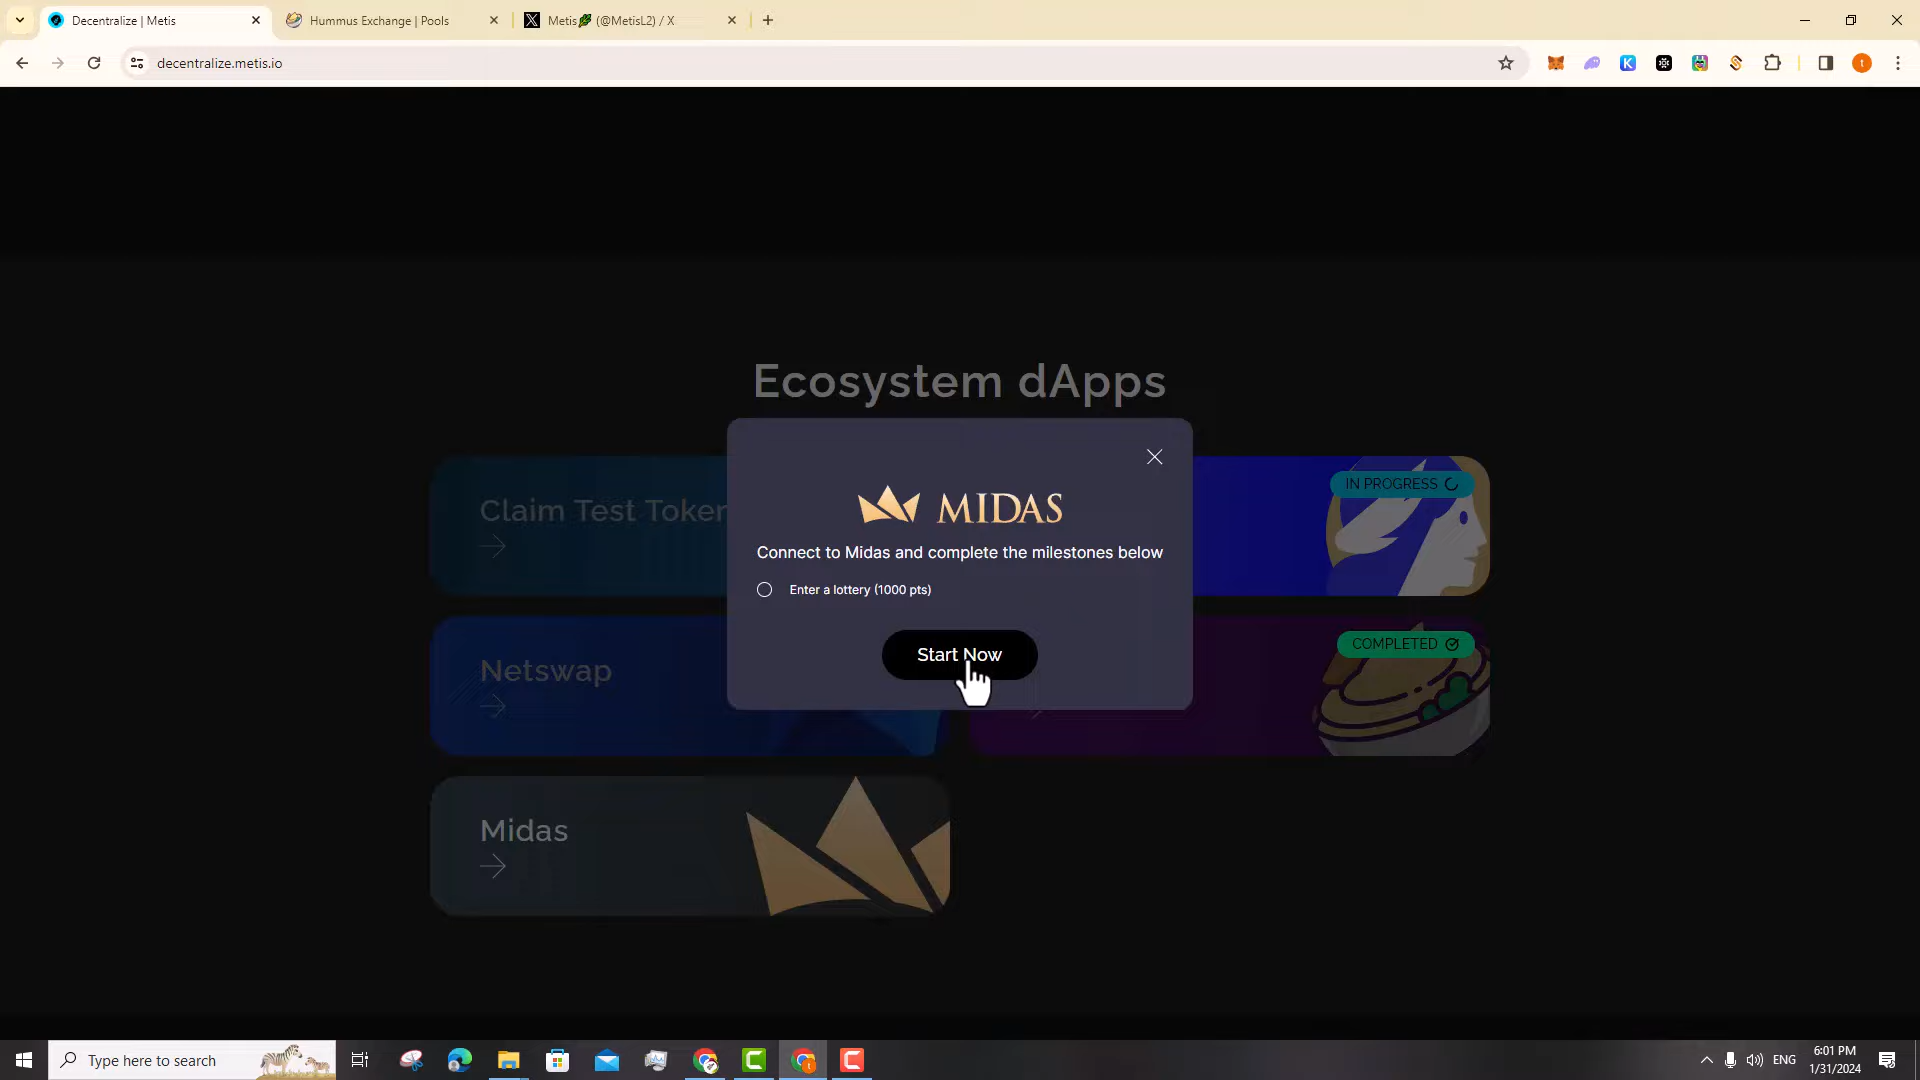 Decentralize | Metis
Hummus Exchange | Pools
Metis🌿 (@MetisL2) / X
decentralize.metis.io
Ecosystem dApps
MIDAS
Connect to Midas and complete the milestones below
Enter a lottery (1000 pts)
Start Now
Claim Test Token
IN PROGRESS
Netswap
COMPLETED
Midas
Type here to search
ENG
6:01 PM
1/31/2024